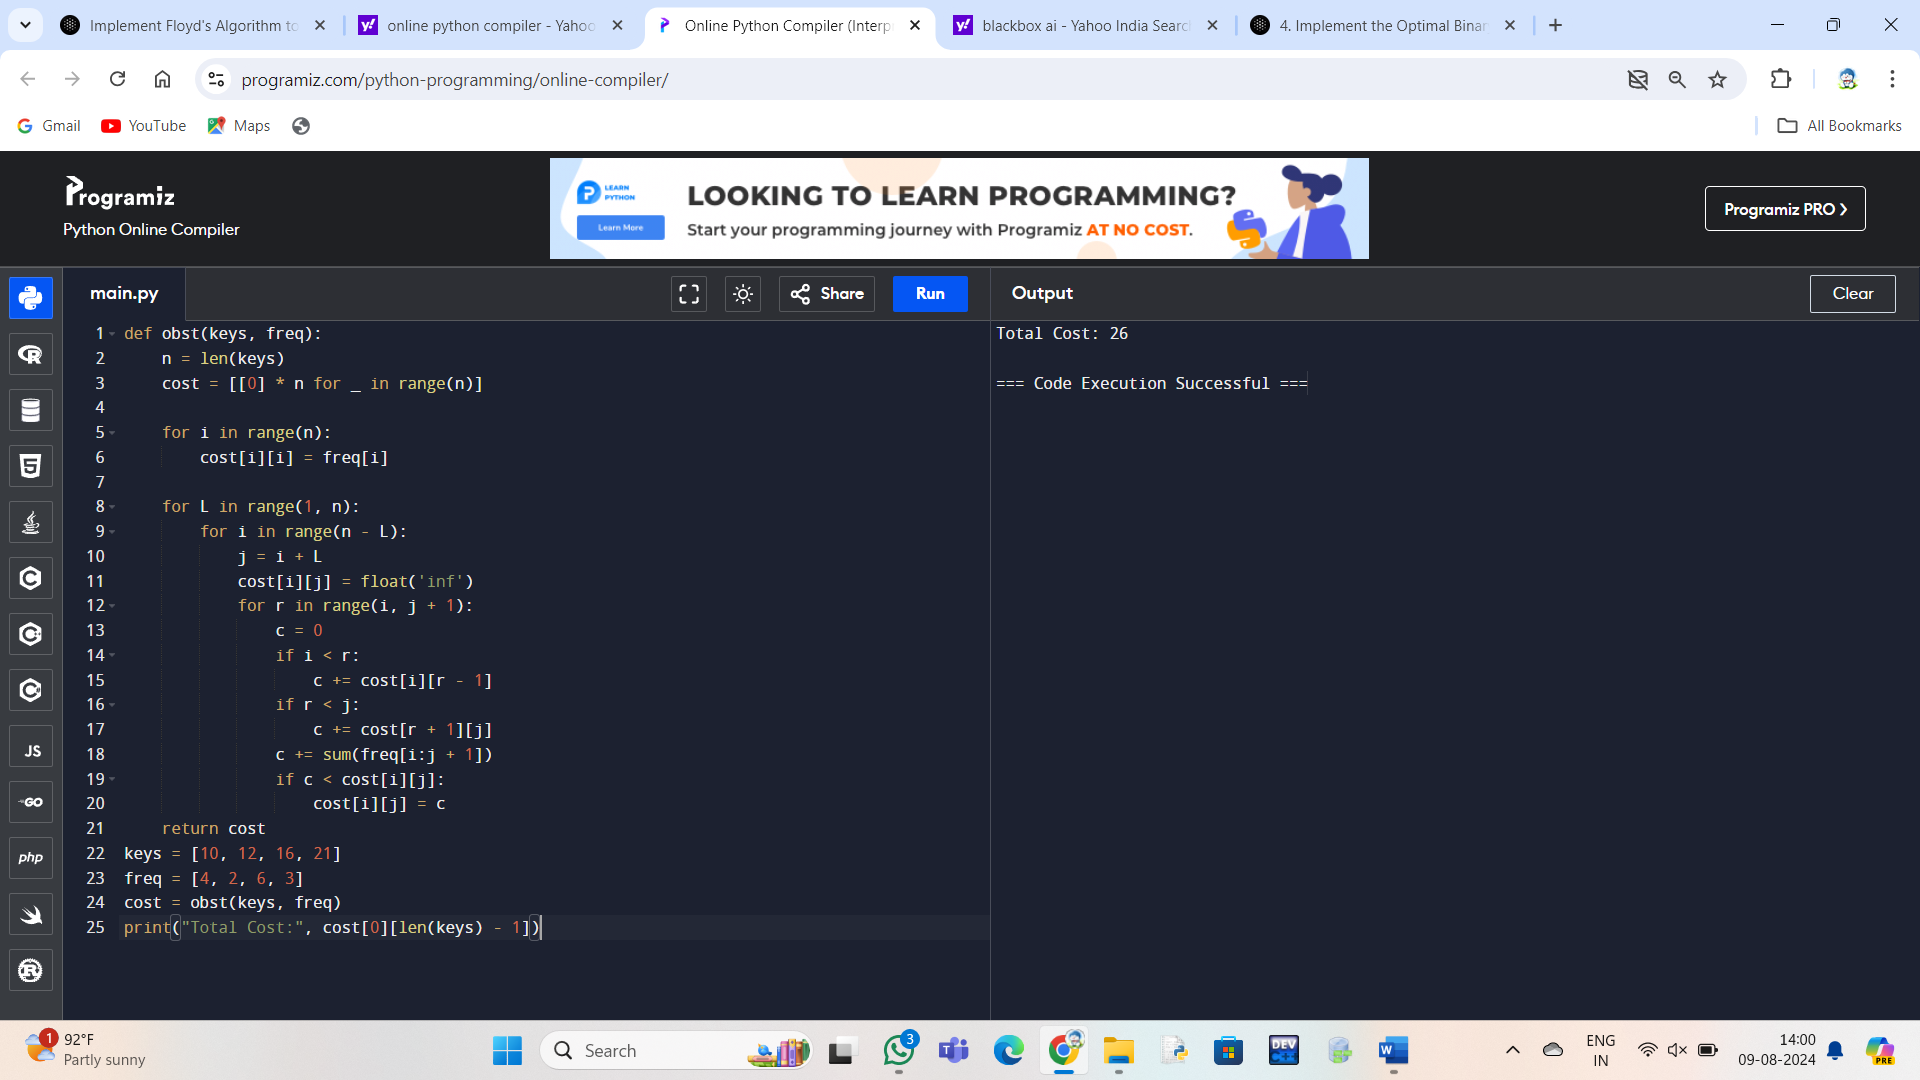 Implement Floyd's Algorithm to
online python compiler - Yahoo
Online Python Compiler (Interpr
blackbox ai - Yahoo India Search
4. Implement the Optimal Binar
programiz.com/python-programming/online-compiler/
Gmail
YouTube
Maps
All Bookmarks
Programiz
Python Online Compiler
LEARN
PYTHON
Learn More
LOOKING TO LEARN PROGRAMMING?
Start your programming journey with Programiz AT NO COST.
Programiz PRO
main.py
Share
Run
Output
Clear
1 def obst(keys, freq):
2     n = len(keys)
3     cost = [[0] * n for _ in range(n)]
4
5     for i in range(n):
6         cost[i][i] = freq[i]
7
8     for L in range(1, n):
9         for i in range(n - L):
10             j = i + L
11             cost[i][j] = float('inf')
12             for r in range(i, j + 1):
13                 c = 0
14                 if i < r:
15                     c += cost[i][r - 1]
16                 if r < j:
17                     c += cost[r + 1][j]
18                 c += sum(freq[i:j + 1])
19                 if c < cost[i][j]:
20                     cost[i][j] = c
21     return cost
22 keys = [10, 12, 16, 21]
23 freq = [4, 2, 6, 3]
24 cost = obst(keys, freq)
25 print("Total Cost:", cost[0][len(keys) - 1])
Total Cost: 26
=== Code Execution Successful ===
JS
GO
php
1
92°F
Partly sunny
Search
3
DEV
ENG
IN
14:00
09-08-2024
PRE